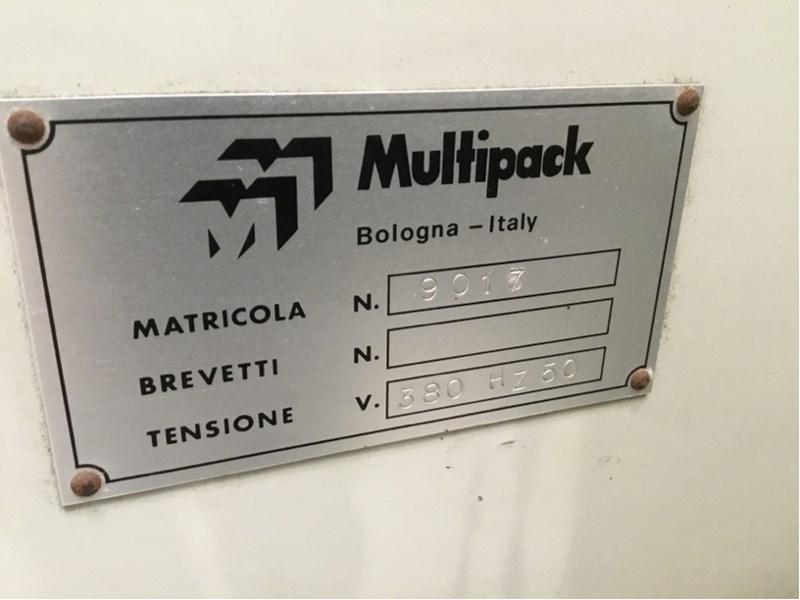 Multipack
Bologna – Italy
MATRICOLA N. 9017
BREVETTI N.
TENSIONE V. 380 HZ 50